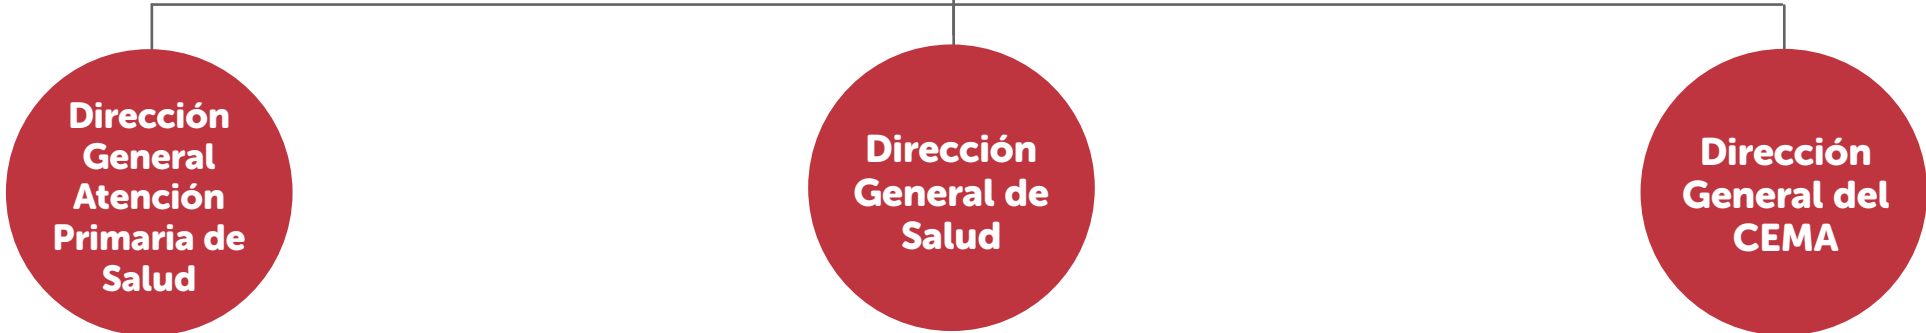 Dirección
General
Atención
Primaria de
Salud
Dirección
General de
Salud
Dirección
General del
CEMA